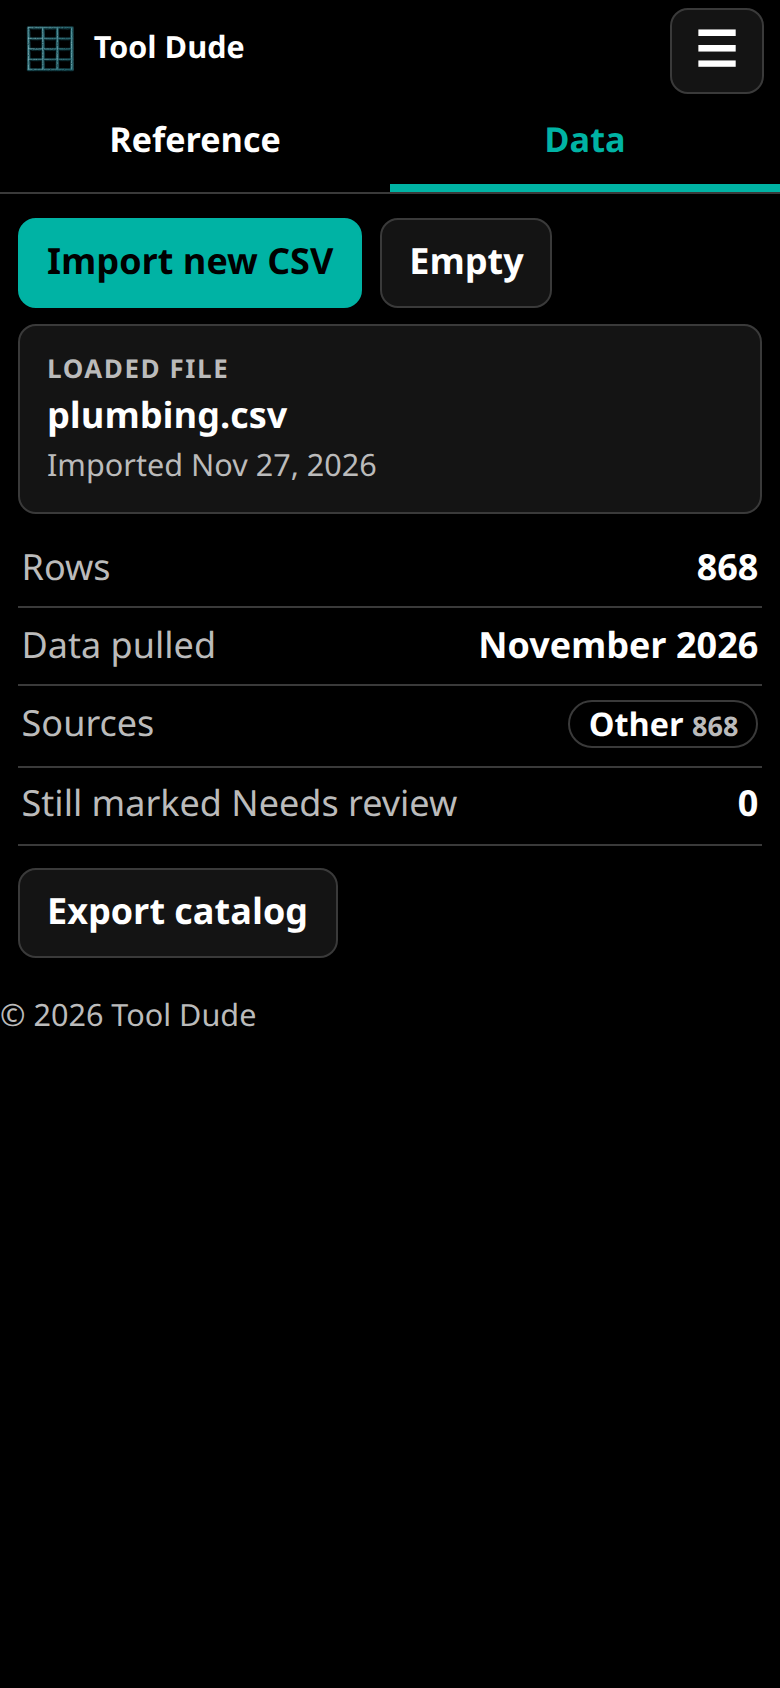 Tool Dude
☰
Reference Data
Import new CSV Empty
LOADED FILE
plumbing.csv
Imported Nov 27, 2026
Rows 868
Data pulled November 2026
Sources Other 868
Still marked Needs review 0
Export catalog
© 2026 Tool Dude